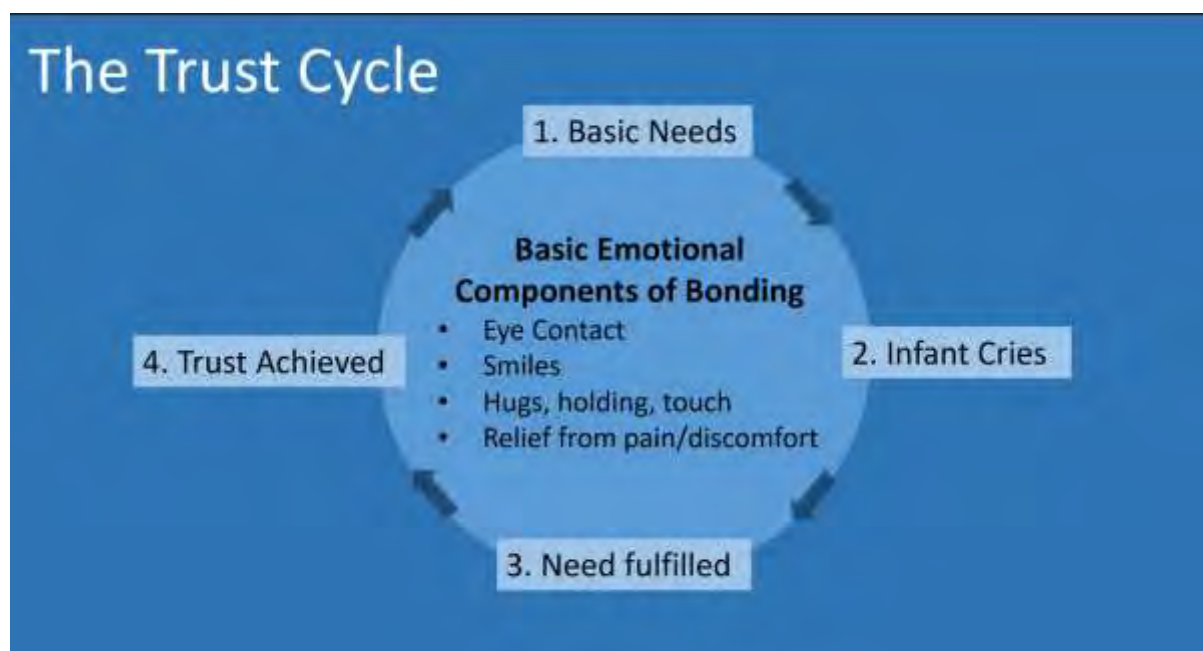 The Trust Cycle
1. Basic Needs
Basic Emotional
Components of Bonding
• Eye Contact
• Smiles
• Hugs, holding, touch
• Relief from pain/discomfort
2. Infant Cries
3. Need fulfilled
4. Trust Achieved